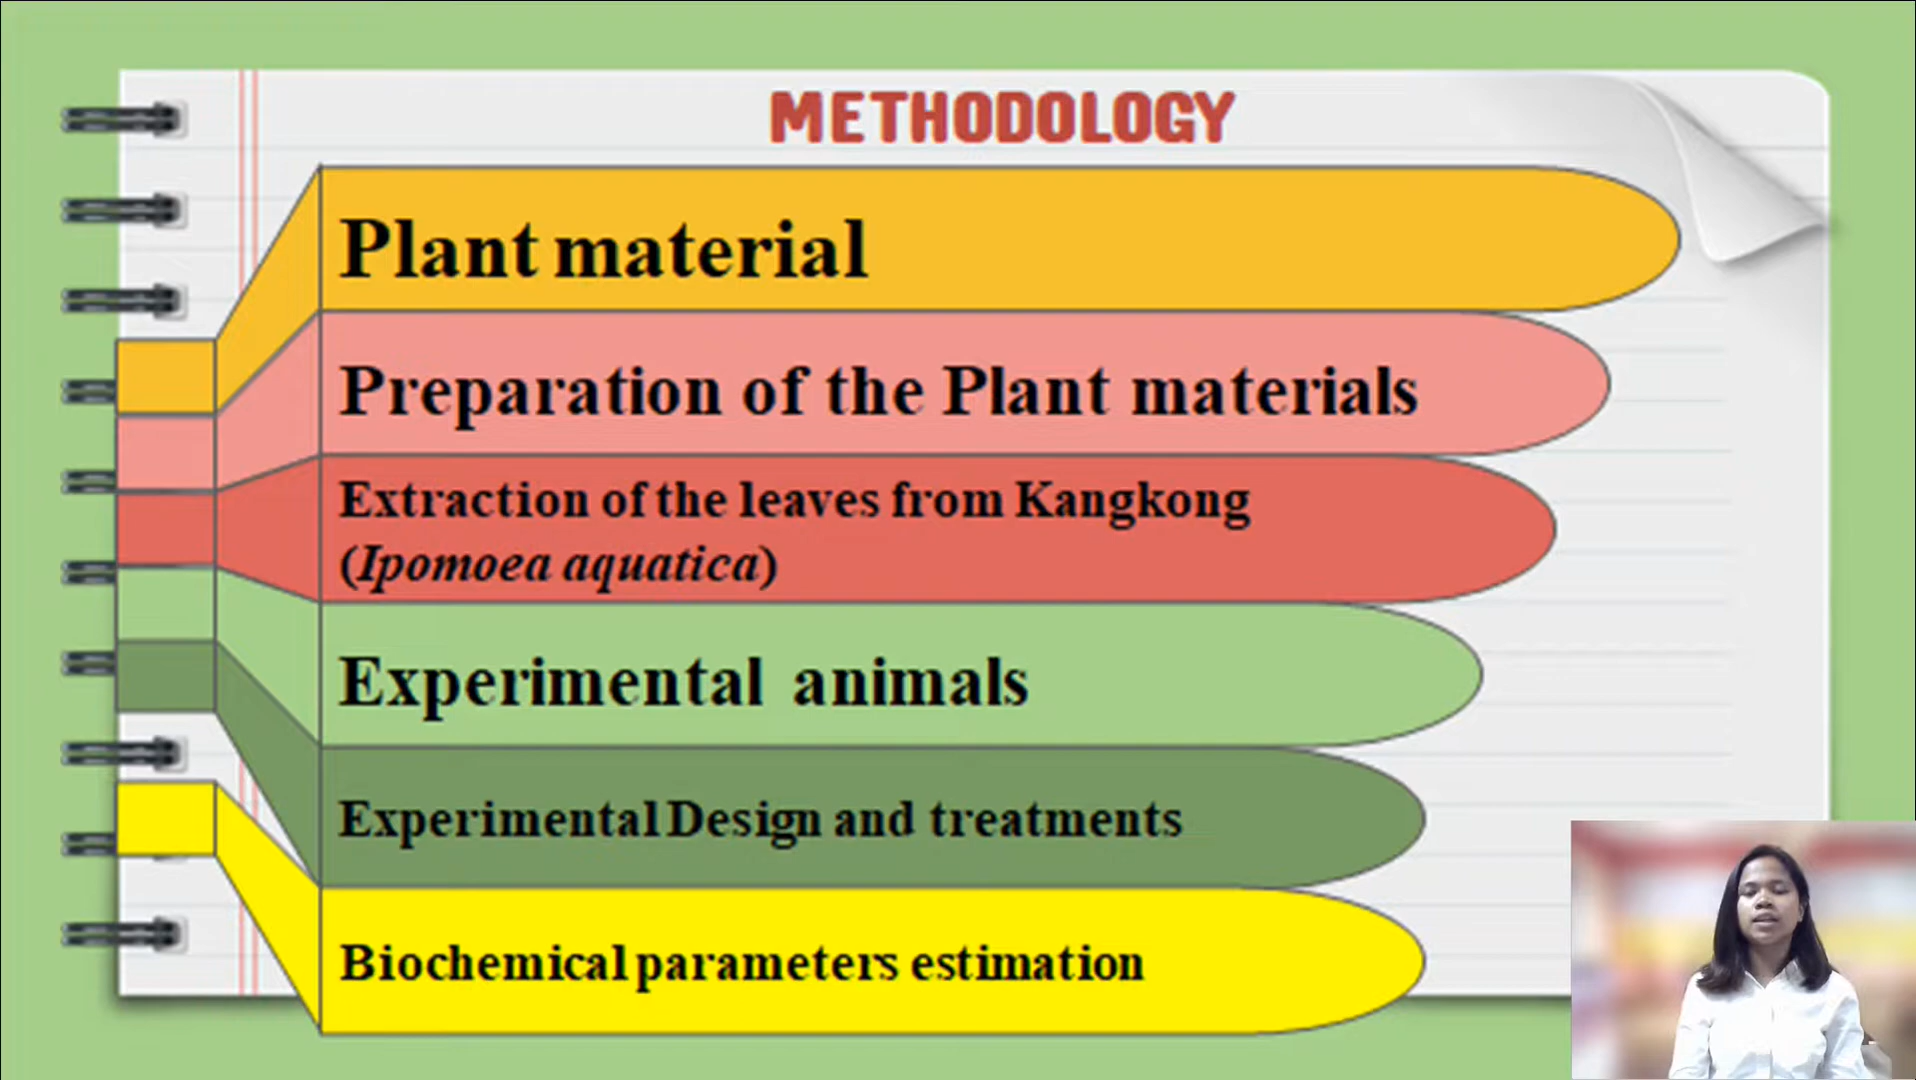 METHODOLOGY
Plant material
Preparation of the Plant materials
Extraction of the leaves from Kangkong
(Ipomoea aquatica)
Experimental animals
Experimental Design and treatments
Biochemical parameters estimation